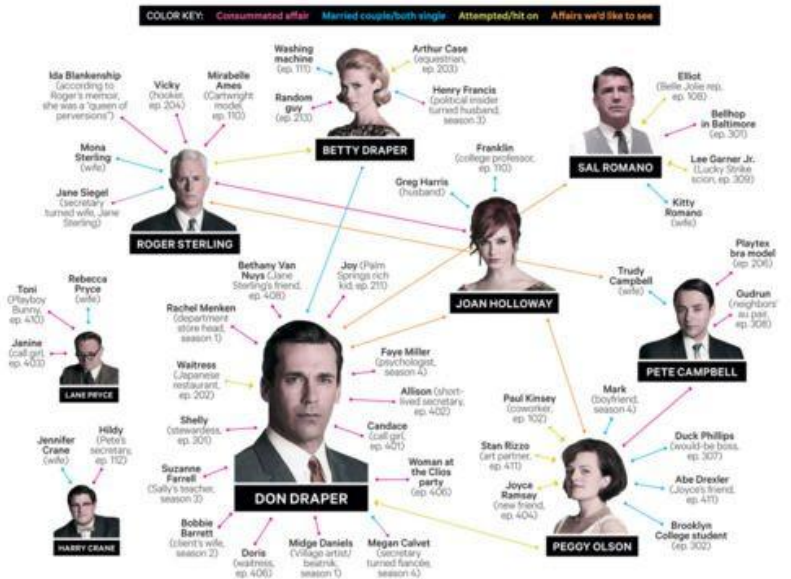 COLOR KEY: Consummated affair Married couple/both single Attempted/hit on Affairs we'd like to see
Washing
machine
(ep. 111)
Arthur Case
(equestrian,
ep. 203)
Random
guy
(ep. 213)
Henry Francis
(political insider
turned husband,
season 3)
BETTY DRAPER
Ida Blankenship
(according to
Roger's memoir,
she was a "queen of
perversions")
Vicky
(hooker,
ep. 204)
Mirabelle
Ames
(Cartwright
model,
ep. 110)
Mona
Sterling
(wife)
Jane Siegel
(secretary
turned wife, Jane
Sterling)
ROGER STERLING
Elliot
(Belle Jolie rep,
ep. 108)
Bellhop
in Baltimore
(ep. 301)
Lee Garner Jr.
(Lucky Strike
scion, ep. 309)
Kitty
Romano
(wife)
SAL ROMANO
Franklin
(college professor,
ep. 110)
Greg Harris
(husband)
JOAN HOLLOWAY
Trudy
Campbell
(wife)
Playtex
bra model
(ep. 206)
Gudrun
(neighbors'
au pair,
ep. 308)
PETE CAMPBELL
Toni
(Playboy
Bunny,
ep. 410)
Rebecca
Pryce
(wife)
Janine
(call girl,
ep. 403)
LANE PRYCE
Jennifer
Crane
(wife)
Hildy
(Pete's
secretary,
ep. 112)
HARRY CRANE
Bethany Van
Nuys (Jane
Sterling's friend,
ep. 408)
Joy (Palm
Springs rich
kid, ep. 211)
Rachel Menken
(department
store head,
season 1)
Waitress
(Japanese
restaurant,
ep. 202)
Shelly
(stewardess,
ep. 301)
Suzanne
Farrell
(Sally's teacher,
season 3)
Bobbie
Barrett
(client's wife,
season 2)
Doris
(waitress,
ep. 406)
Midge Daniels
(Village artist/
beatnik,
season 1)
Megan Calvet
(secretary
turned fiancée,
season 4)
Woman at
the Clios
party
(ep. 406)
Candace
(call girl,
ep. 401)
Allison (short-
lived secretary,
ep. 402)
Faye Miller
(psychologist,
season 4)
DON DRAPER
Paul Kinsey
(coworker,
ep. 102)
Mark
(boyfriend,
season 4)
Stan Rizzo
(art partner,
ep. 411)
Joyce
Ramsay
(new friend,
ep. 404)
Duck Phillips
(would-be boss,
ep. 307)
Abe Drexler
(Joyce's friend,
ep. 411)
Brooklyn
College student
(ep. 302)
PEGGY OLSON